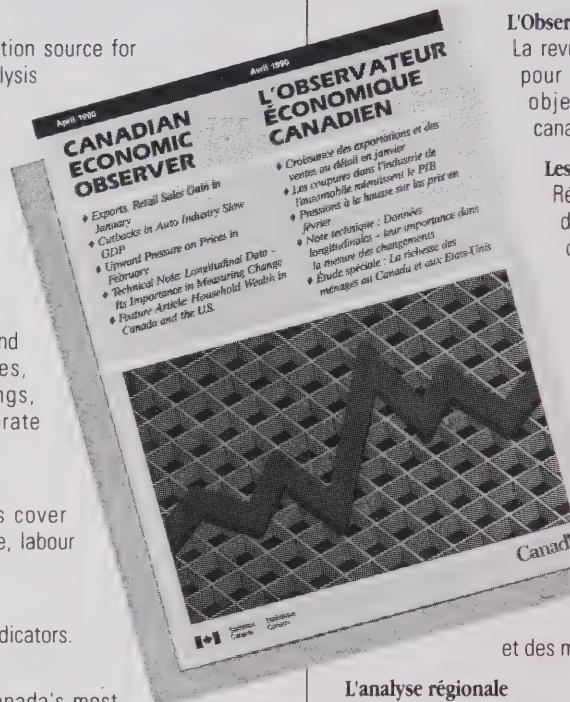 tion source for
lysis
nd
es,
ngs,
rate
s cover
e, labour
dicators.
nada's most
April 1990
CANADIAN
ECONOMIC
OBSERVER
♦ Exports, Retail Sales Gain in
January
♦ Cutbacks in Auto Industry Slow
GDP
♦ Upward Pressure on Prices in
February
♦ Technical Note: Longitudinal Data -
Its Importance in Measuring Change
♦ Feature Article: Household Wealth in
Canada and the U.S.
Avril 1990
L'OBSERVATEUR
ÉCONOMIQUE
CANADIEN
♦ Croissance des exportations et des
ventes au détail en janvier
♦ Les coupures dans l'industrie de
l'automobile ralentissent le PIB
♦ Pressions à la hausse sur les prix en
février
♦ Note technique : Données
longitudinales - leur importance dans
la mesure des changements
♦ Étude spéciale : La richesse des
ménages au Canada et aux États-Unis
Statistics Canada
Statistique Canada
Canad
L'Obser
La revu
pour
obje
cana
Les
Ré
d
et des m
L'analyse régionale